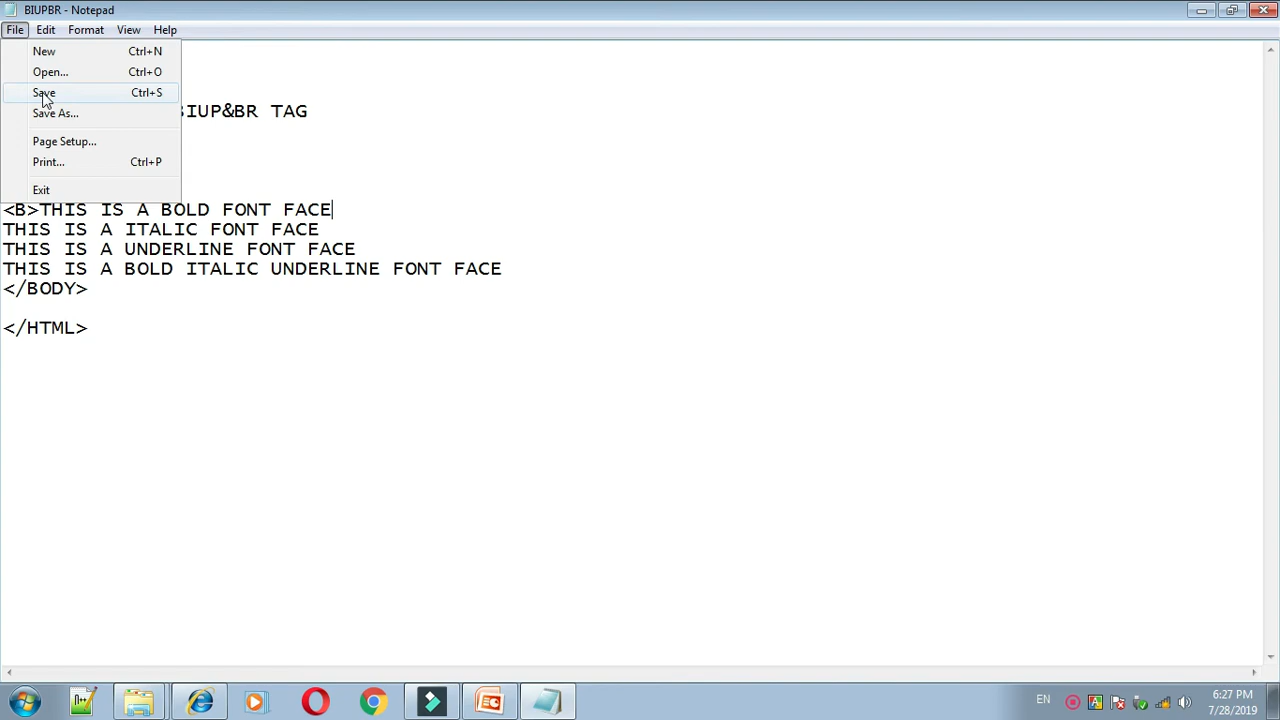 BIUPBR - Notepad
File Edit Format View Help
New Ctrl+N
Open... Ctrl+O
Save Ctrl+S
Save As...
BIUP&BR TAG
Page Setup...
Print... Ctrl+P
Exit
<B>THIS IS A BOLD FONT FACE
THIS IS A ITALIC FONT FACE
THIS IS A UNDERLINE FONT FACE
THIS IS A BOLD ITALIC UNDERLINE FONT FACE
</BODY>
</HTML>
EN
6:27 PM
7/28/2019